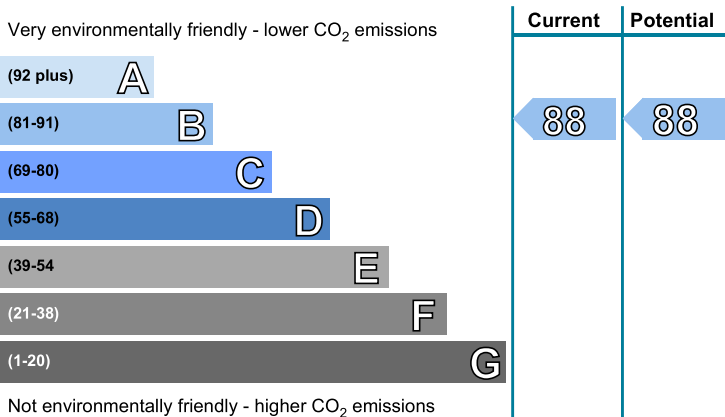 Very environmentally friendly - lower CO2 emissions
Current
Potential
(92 plus) A
(81-91) B
88
88
(69-80) C
(55-68) D
(39-54 E
(21-38) F
(1-20) G
Not environmentally friendly - higher CO2 emissions